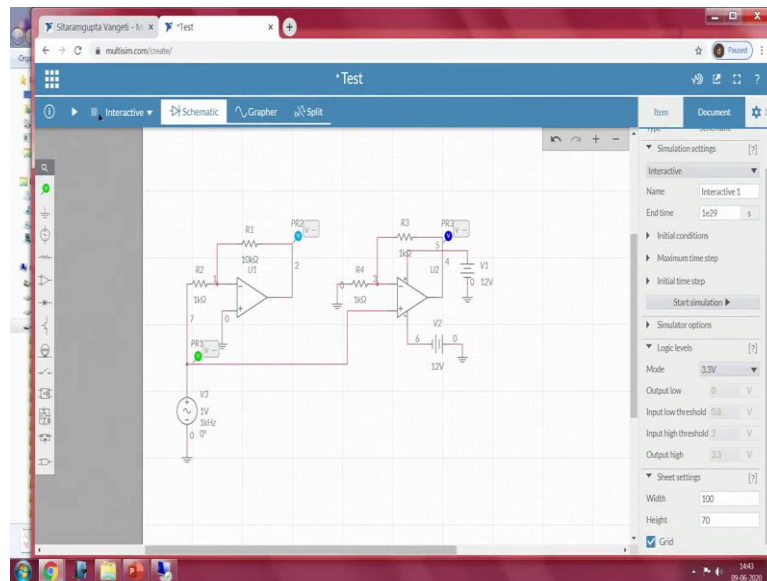 Sitaramgupta Vangeti - M
*Test
multisim.com/create/
Paused
*Test
Interactive
Schematic
Grapher
Split
Item
Document
Simulation settings
[?]
Interactive
Name
Interactive 1
End time
1e29
s
Initial conditions
Maximum time step
Initial time step
Start simulation
Simulator options
Logic levels
[?]
Mode
3.3V
Output low
0
V
Input low threshold
0.8
V
Input high threshold
2
V
Output high
3.3
V
Sheet settings
[?]
Width
100
Height
70
Grid
R1
10kΩ
U1
PR2
V
2
R2
1
1kΩ
7
0
PR1
V
V3
1V
1kHz
0°
0
R3
1kΩ
PR3
V
5
4
U2
V1
0
12V
R4
3
0
1kΩ
V2
6
0
12V
14:43
09-06-2020